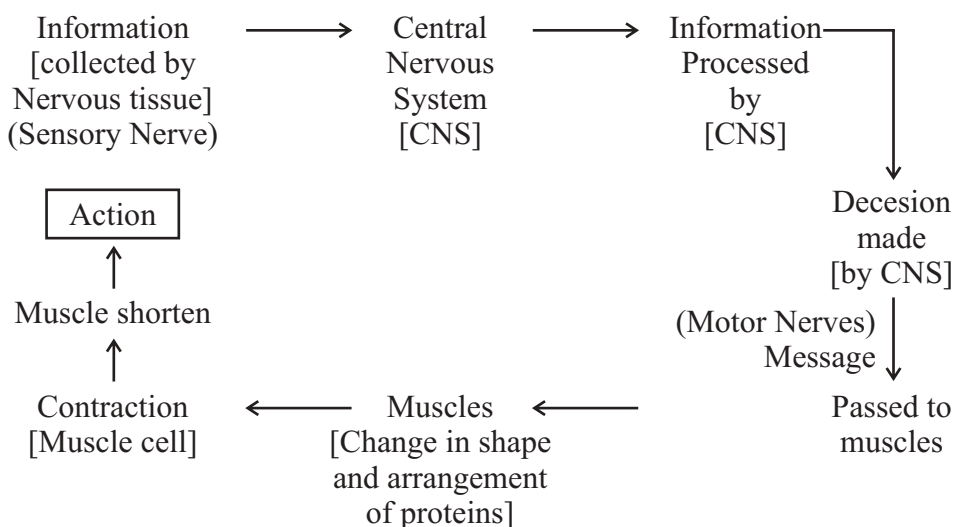 Information
[collected by
Nervous tissue]
(Sensory Nerve)
Central
Nervous
System
[CNS]
Information
Processed
by
[CNS]
Decesion
made
[by CNS]
(Motor Nerves)
Message
Passed to
muscles
Muscles
[Change in shape
and arrangement
of proteins]
Contraction
[Muscle cell]
Muscle shorten
Action